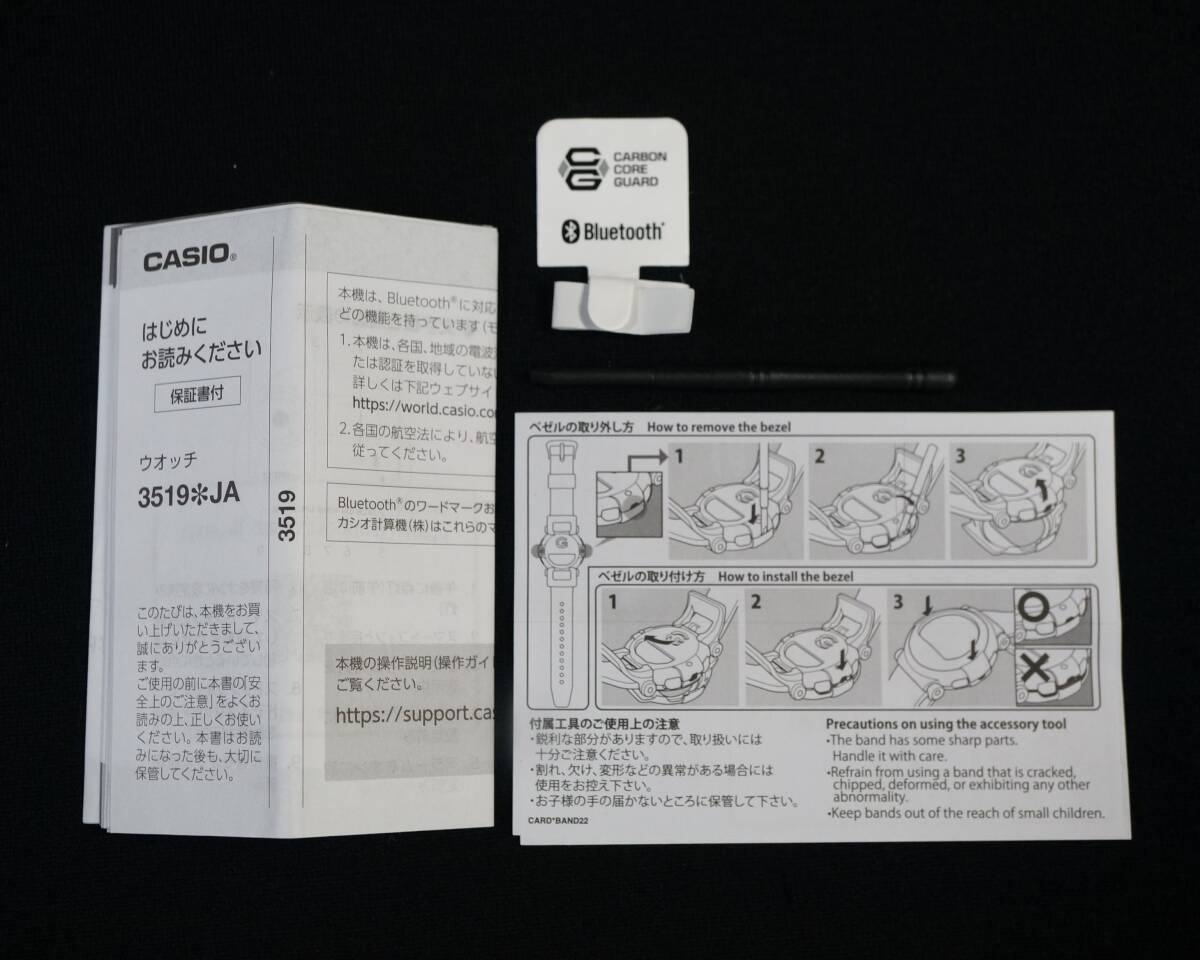 CASIO®
はじめに
お読みください
保証書付
ウオッチ
3519✻JA
このたびは、本機をお買
い上げいただきまして、
誠にありがとうござい
ます。
ご使用の前に本書の「安
全上のご注意」をよくお
読みの上、正しくお使い
ください。本書はお読
みになった後も、大切に
保管してください。
3519
本機は、Bluetooth®に対応
どの機能を持っています(モ
1.本機は、各国、地域の電波
たは認証を取得していな
詳しくは下記ウェブサイ
https://world.casio.co
2.各国の航空法により、航空
従ってください。
Bluetooth®のワードマークお
カシオ計算機(株)はこれらのマ
本機の操作説明(操作ガイ
ご覧ください。
https://support.cas
CARBON
CORE
GUARD
Bluetooth®
ベゼルの取り外し方 How to remove the bezel
1
2
3
ベゼルの取り付け方 How to install the bezel
1
2
3
付属工具のご使用上の注意
・鋭利な部分がありますので、取り扱いには
十分ご注意ください。
・割れ、欠け、変形などの異常がある場合には
使用をお控え下さい。
・お子様の手の届かないところに保管して下さい。
CARD*BAND22
Precautions on using the accessory tool
•The band has some sharp parts.
Handle it with care.
•Refrain from using a band that is cracked,
chipped, deformed, or exhibiting any other
abnormality.
•Keep bands out of the reach of small children.